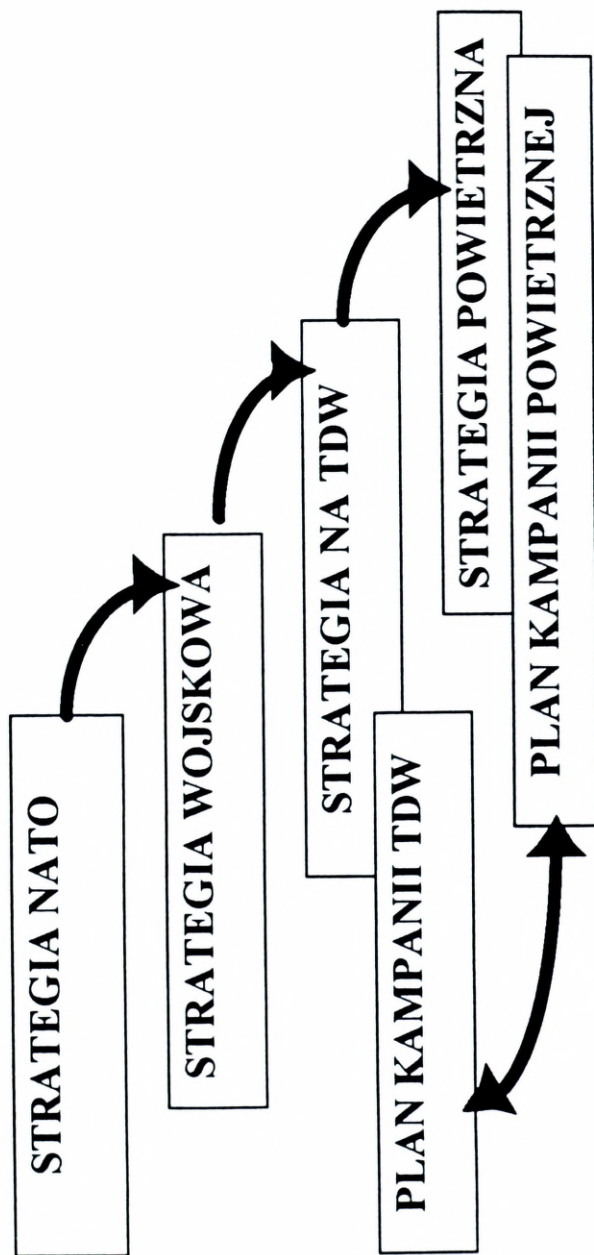 STRATEGIA NATO
STRATEGIA WOJSKOWA
STRATEGIA NA TDW
PLAN KAMPANII TDW
STRATEGIA POWIETRZNA
PLAN KAMPANII POWIETRZNEJ